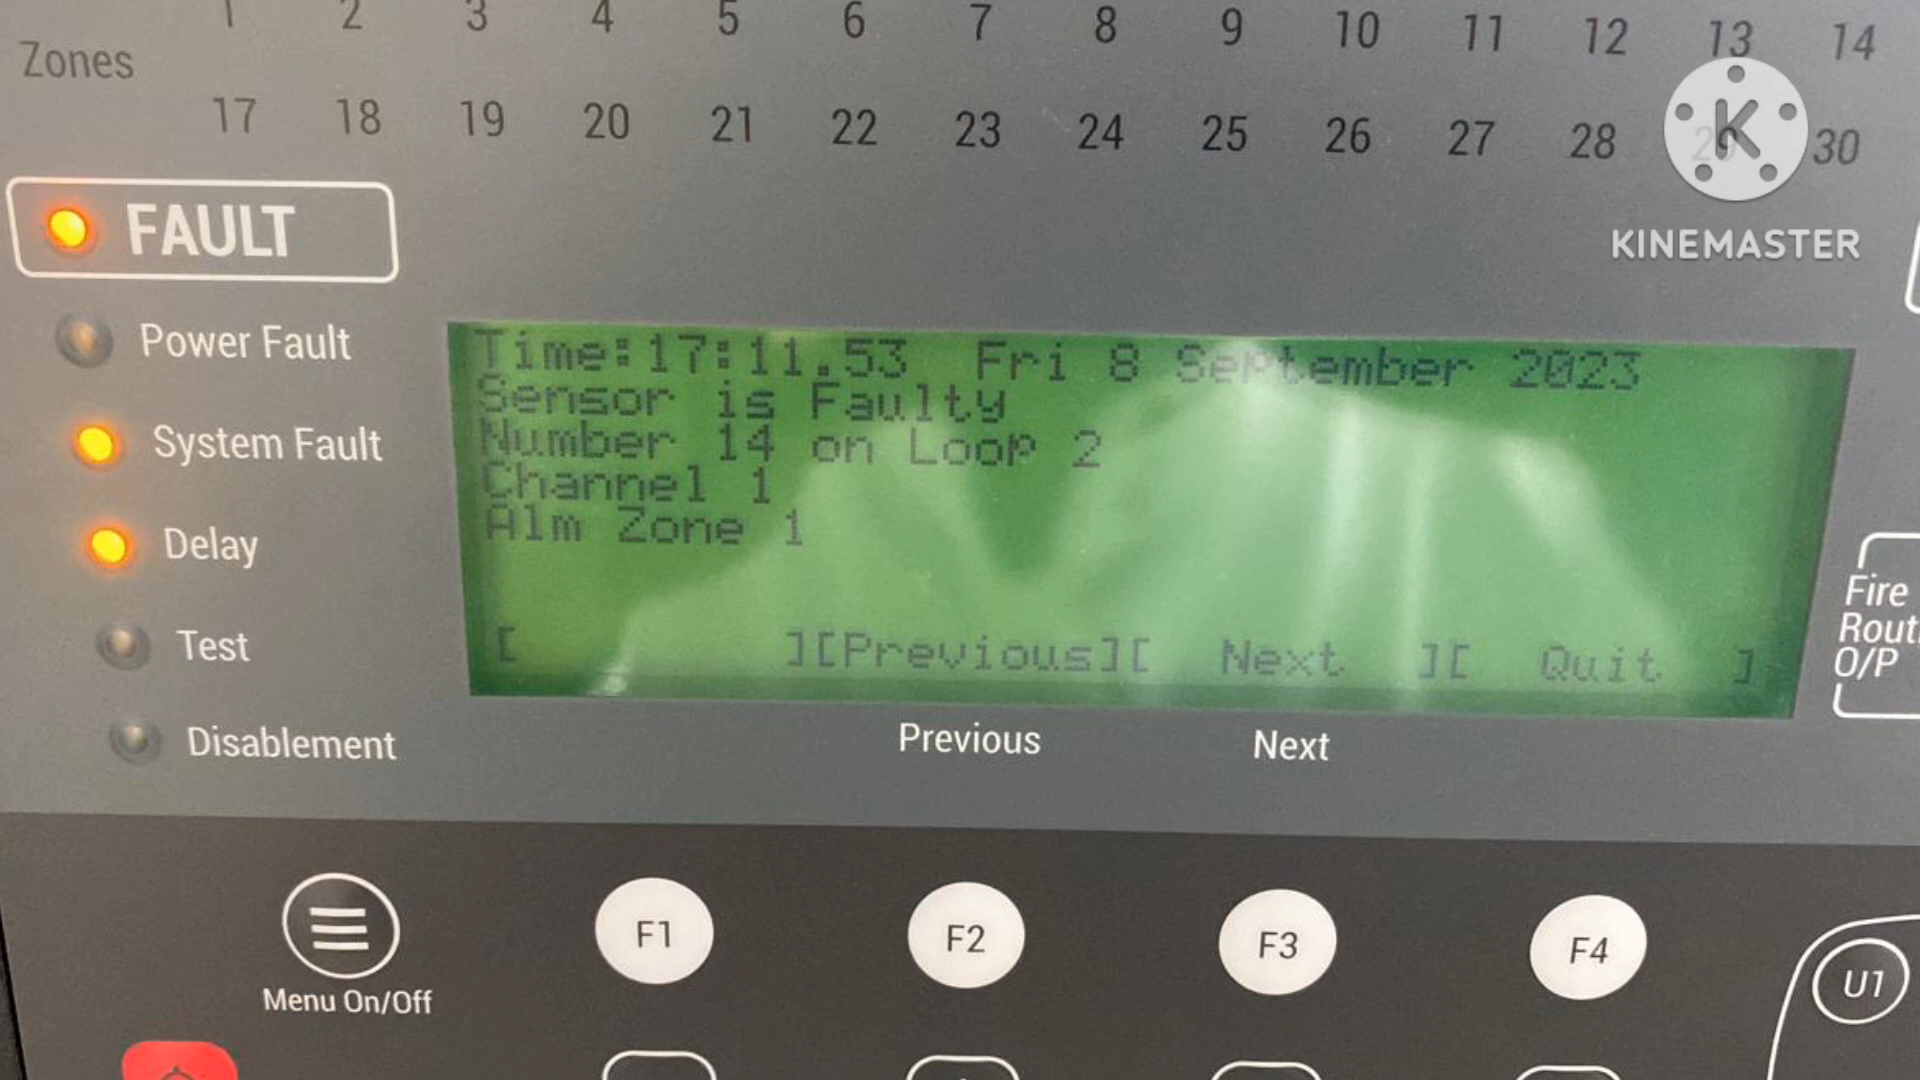 1 2 3 4 5 6 7 8 9 10 11 12 13 14
Zones
17 18 19 20 21 22 23 24 25 26 27 28 29 30
K
KINEMASTER
FAULT
Power Fault
System Fault
Delay
Test
Disablement
Time:17:11.53 Fri 8 September 2023
Sensor is Faulty
Number 14 on Loop 2
Channel 1
Alm Zone 1
[ ][Previous][ Next ][ Quit ]
Previous Next
Fire
O/P
Menu On/Off
F1 F2 F3 F4
U1